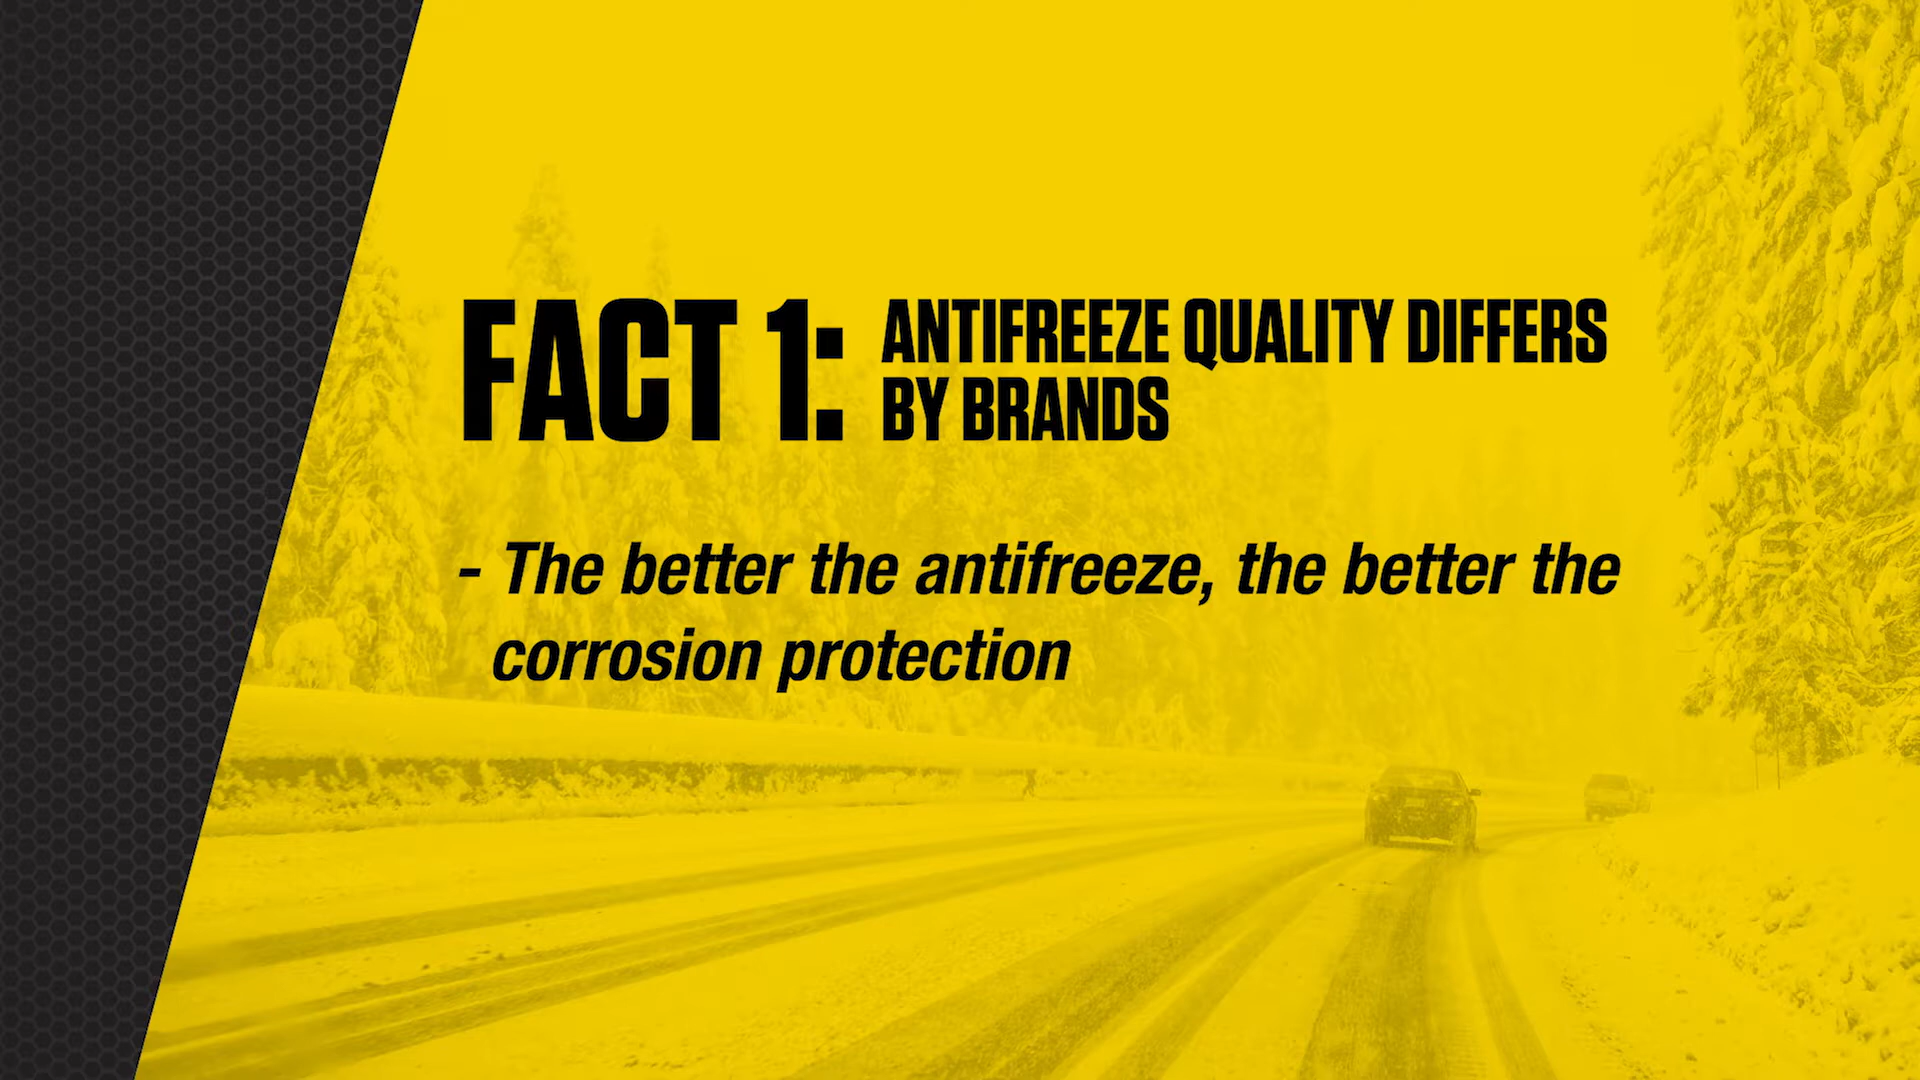 FACT 1: ANTIFREEZE QUALITY DIFFERS
BY BRANDS
- The better the antifreeze, the better the
corrosion protection